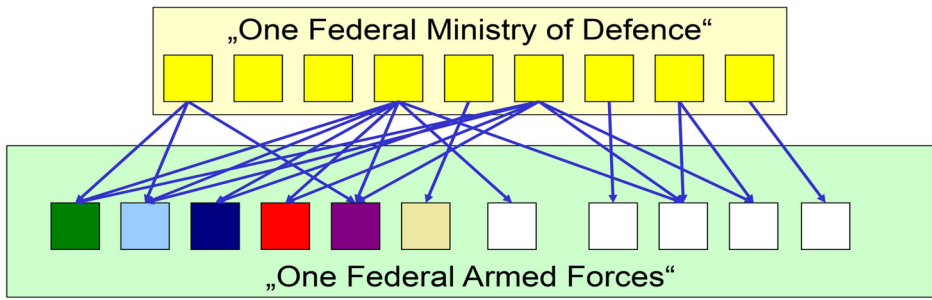 „One Federal Ministry of Defence“
„One Federal Armed Forces“